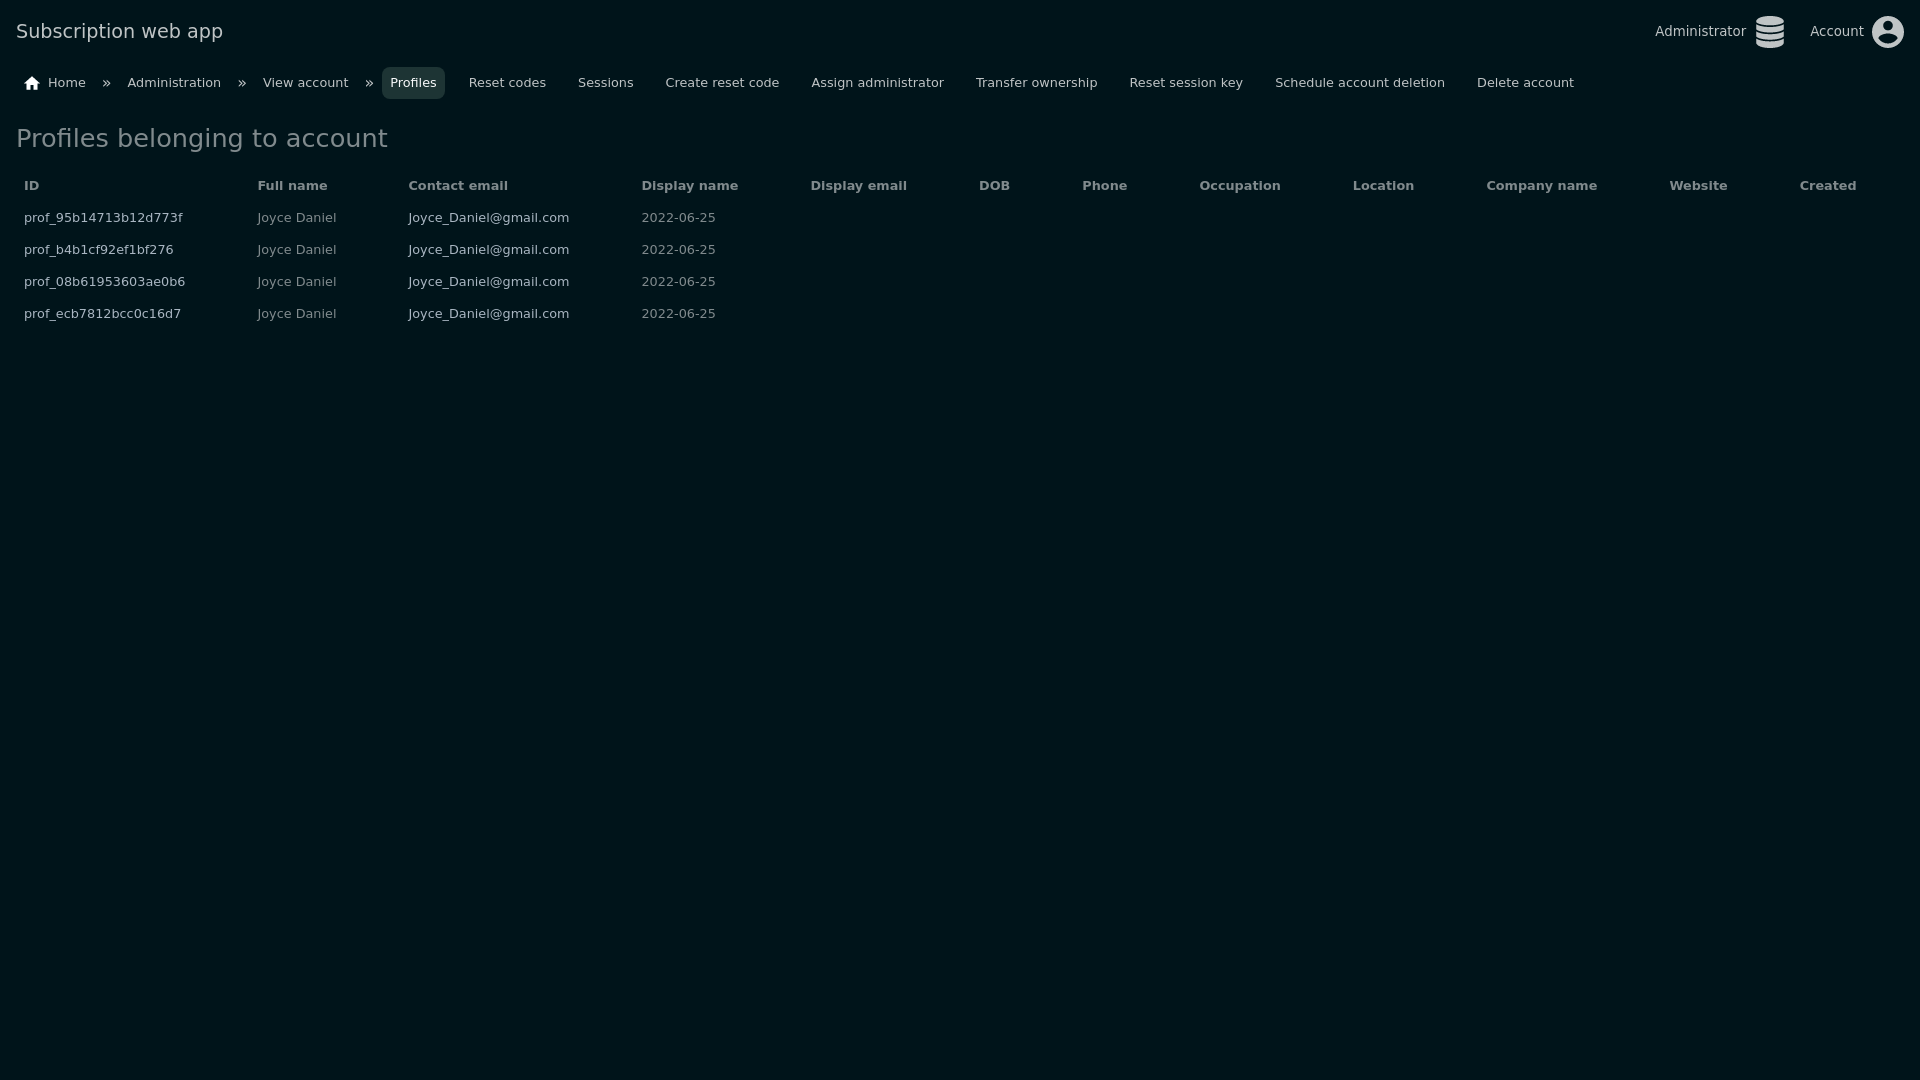 Subscription web app
Administrator Account
Home » Administration » View account » Profiles Reset codes Sessions Create reset code Assign administrator Transfer ownership Reset session key Schedule account deletion Delete account
Profiles belonging to account
ID Full name Contact email Display name Display email DOB Phone Occupation Location Company name Website Created
prof_95b14713b12d773f Joyce Daniel Joyce_Daniel@gmail.com 2022-06-25
prof_b4b1cf92ef1bf276 Joyce Daniel Joyce_Daniel@gmail.com 2022-06-25
prof_08b61953603ae0b6 Joyce Daniel Joyce_Daniel@gmail.com 2022-06-25
prof_ecb7812bcc0c16d7 Joyce Daniel Joyce_Daniel@gmail.com 2022-06-25